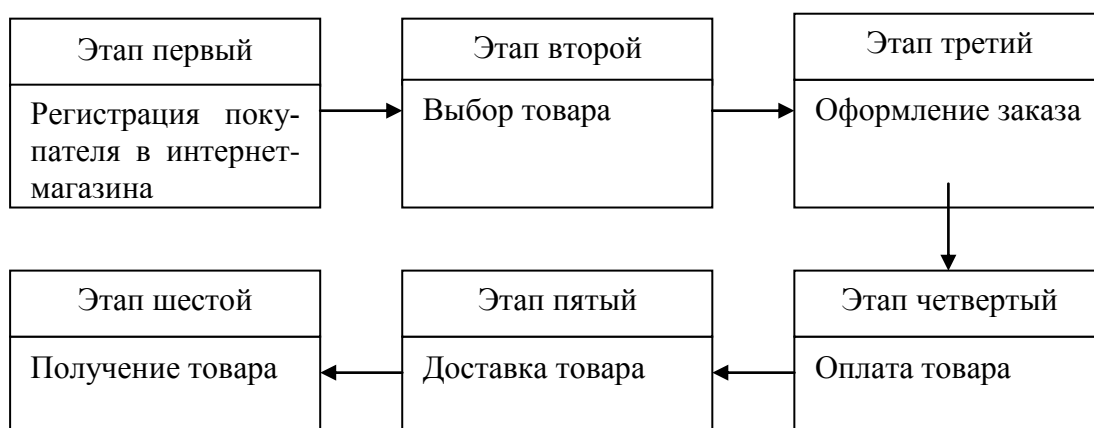 Этап первый
Регистрация поку-
пателя в интернет-
магазина
Этап второй
Выбор товара
Этап третий
Оформление заказа
Этап шестой
Получение товара
Этап пятый
Доставка товара
Этап четвертый
Оплата товара